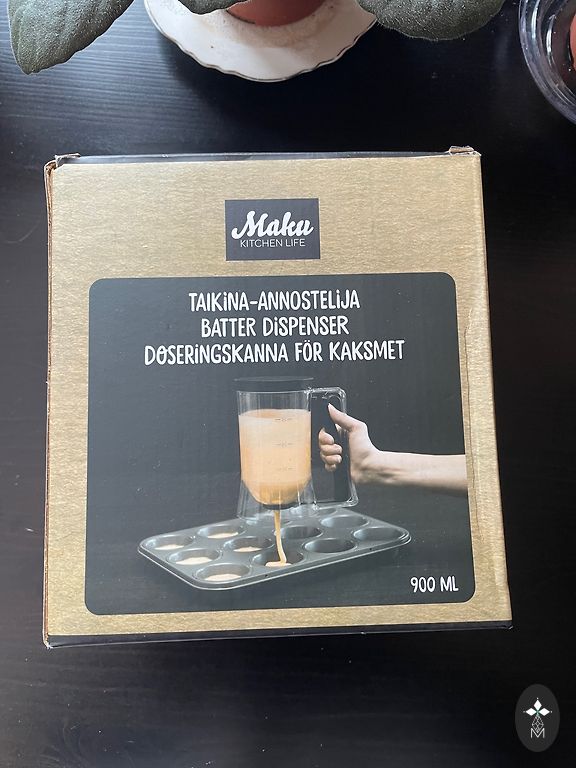 Maku
KITCHEN LIFE
TAIKINA-ANNOSTELIJA
BATTER DISPENSER
DOSERINGSKANNA FÖR KAKSMET
900 ML